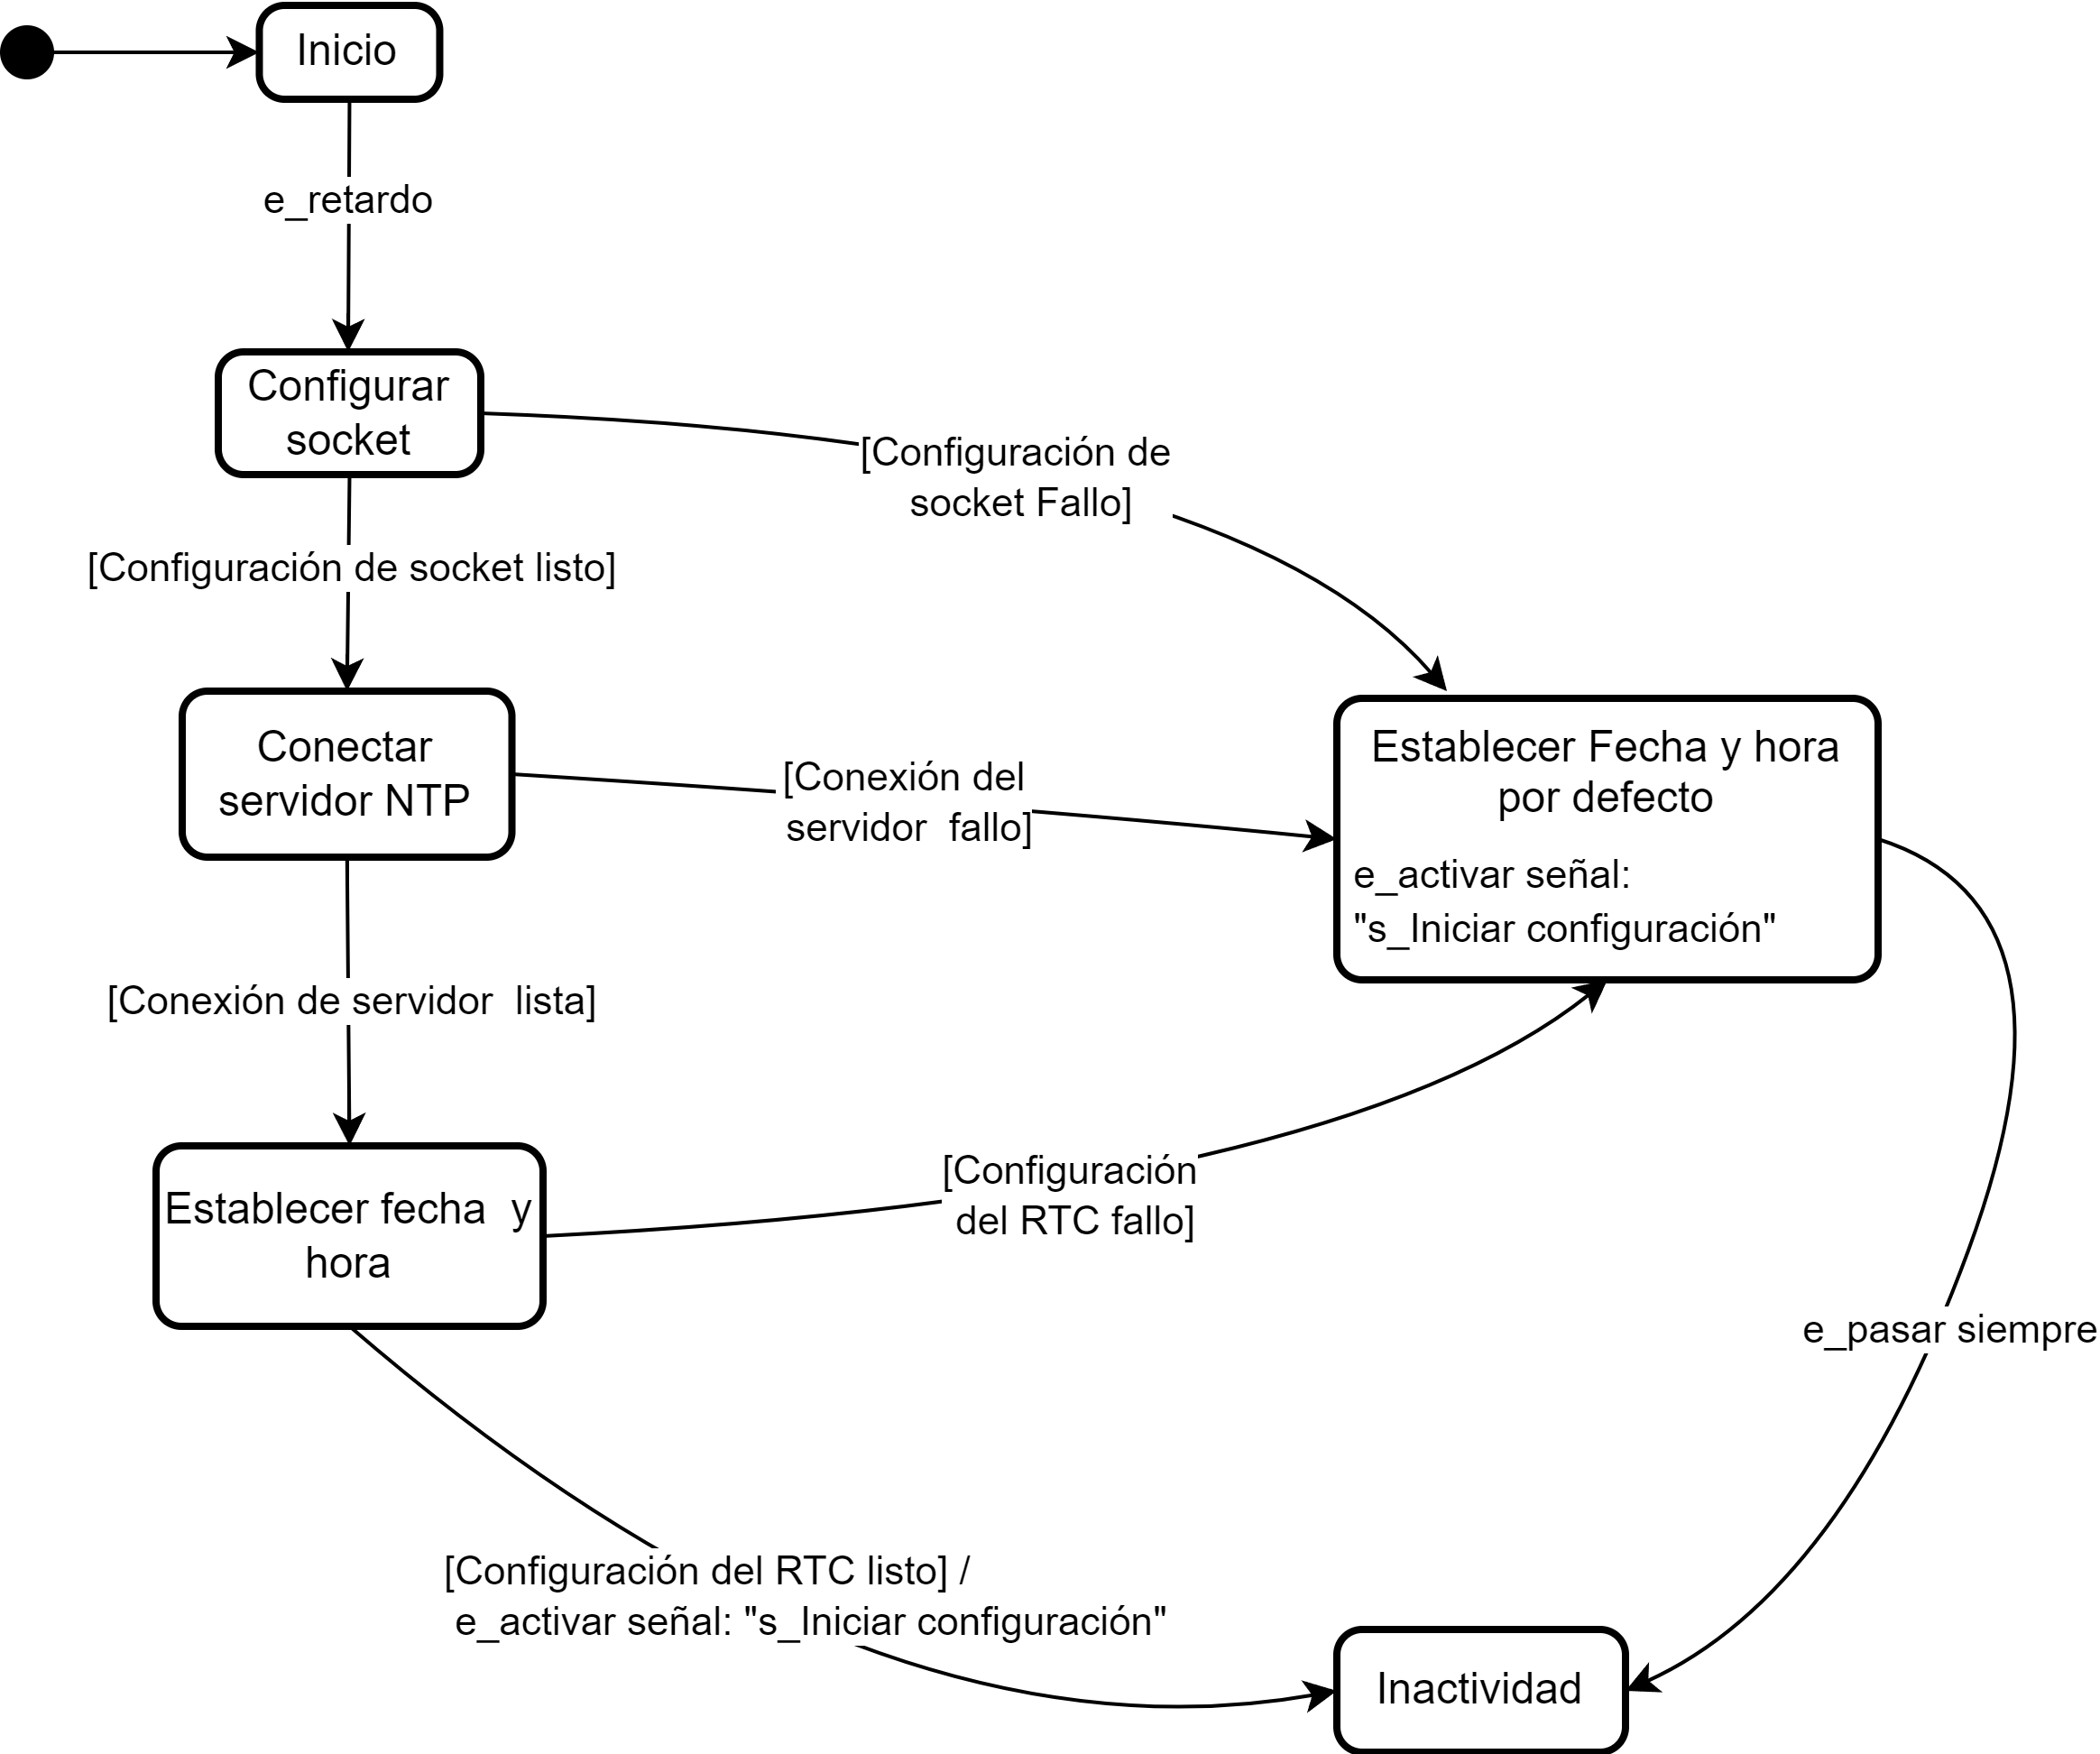 Inicio
e_retardo
Configurar
socket
[Configuración de
socket Fallo]
[Configuración de socket listo]
Conectar
servidor NTP
[Conexión del
servidor  fallo]
Establecer Fecha y hora
por defecto
e_activar señal:
"s_Iniciar configuración"
[Conexión de servidor  lista]
Establecer fecha  y
hora
[Configuración
del RTC fallo]
e_pasar siempre
[Configuración del RTC listo] /
e_activar señal: "s_Iniciar configuración"
Inactividad